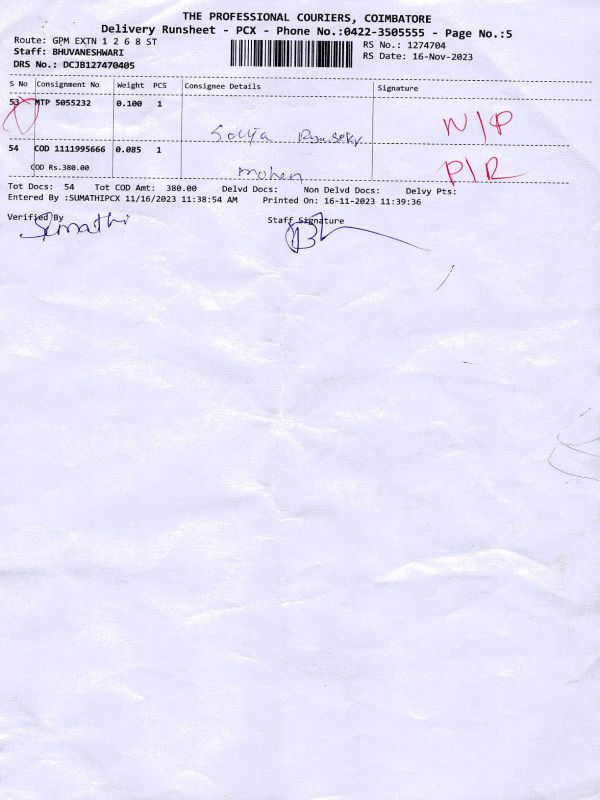 THE PROFESSIONAL COURIERS, COIMBATORE
Delivery Runsheet - PCX - Phone No.:0422-3505555 - Page No.:5
Route: GPM EXTN 1 2 6 8 ST
RS No.: 1274704
Staff: BHUVANESHWARI
RS Date: 16-Nov-2023
DRS No.: DCJB127470405
S No Consignment No Weight PCS Consignee Details Signature
53 MTP 5055232 0.100 1
N/P
54 COD 1111995666 0.085 1
COD Rs.380.00 mohen P/R
Tot Docs: 54 Tot COD Amt: 380.00 Delvd Docs: Non Delvd Docs: Delvy Pts:
Entered By :SUMATHIPCX 11/16/2023 11:38:54 AM Printed On: 16-11-2023 11:39:36
Verified By Staff Signature
Sumathi